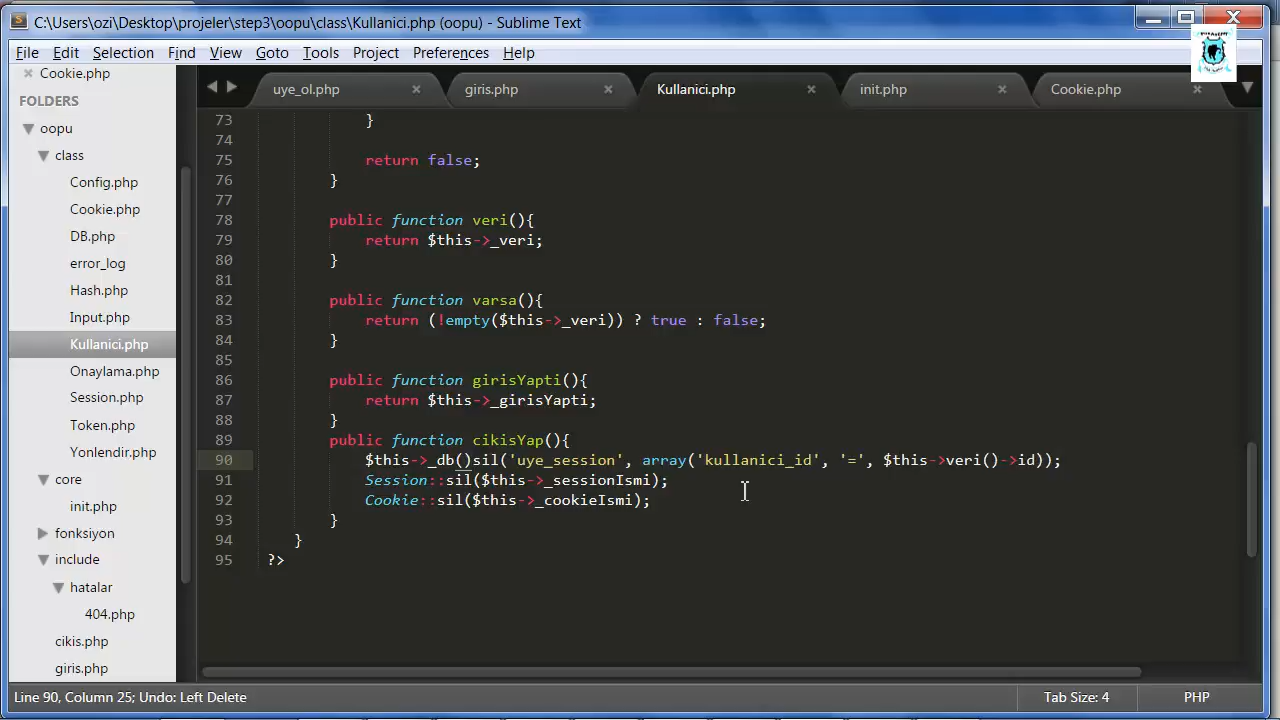 C:\Users\ozi\Desktop\projeler\step3\oopu\class\Kullanici.php (oopu) - Sublime Text
File Edit Selection Find View Goto Tools Project Preferences Help
Cookie.php
FOLDERS
oopu
class
Config.php
Cookie.php
DB.php
error_log
Hash.php
Input.php
Kullanici.php
Onaylama.php
Session.php
Token.php
Yonlendir.php
core
init.php
fonksiyon
include
hatalar
404.php
cikis.php
giris.php
uye_ol.php giris.php Kullanici.php init.php Cookie.php
73 }
74
75 return false;
76 }
77
78 public function veri(){
79 return $this->_veri;
80 }
81
82 public function varsa(){
83 return (!empty($this->_veri)) ? true : false;
84 }
85
86 public function girisYapti(){
87 return $this->_girisYapti;
88 }
89 public function cikisYap(){
90 $this->_db()sil('uye_session', array('kullanici_id', '=', $this->veri()->id));
91 Session::sil($this->_sessionIsmi);
92 Cookie::sil($this->_cookieIsmi);
93 }
94 }
95 ?>
Line 90, Column 25; Undo: Left Delete Tab Size: 4 PHP